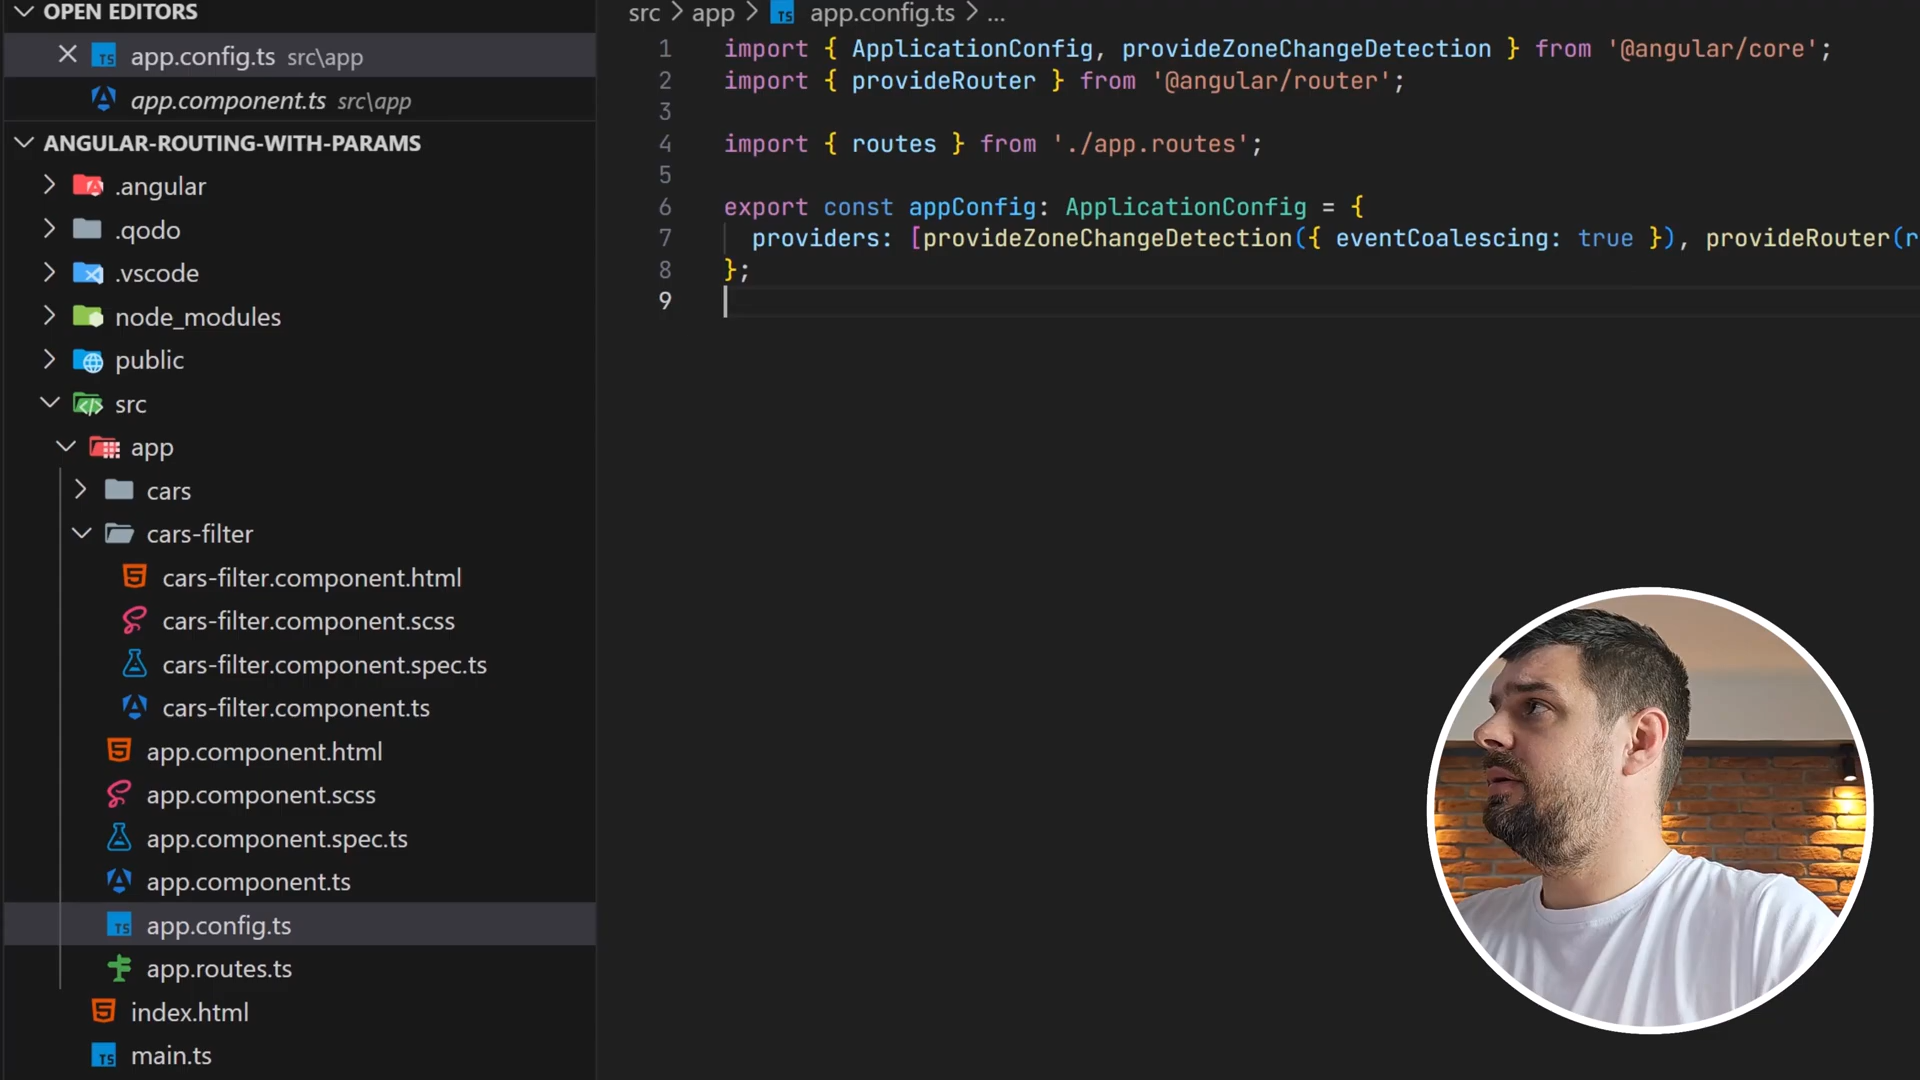 OPEN EDITORS
app.config.ts src\app
app.component.ts src\app
ANGULAR-ROUTING-WITH-PARAMS
.angular
.qodo
.vscode
node_modules
public
src
app
cars
cars-filter
cars-filter.component.html
cars-filter.component.scss
cars-filter.component.spec.ts
cars-filter.component.ts
app.component.html
app.component.scss
app.component.spec.ts
app.component.ts
TS app.config.ts
app.routes.ts
index.html
TS main.ts
src > app > TS app.config.ts > ...
1 import { ApplicationConfig, provideZoneChangeDetection } from '@angular/core';
2 import { provideRouter } from '@angular/router';
3
4 import { routes } from './app.routes';
5
6 export const appConfig: ApplicationConfig = {
7 providers: [provideZoneChangeDetection({ eventCoalescing: true }), provideRouter(r
8 };
9